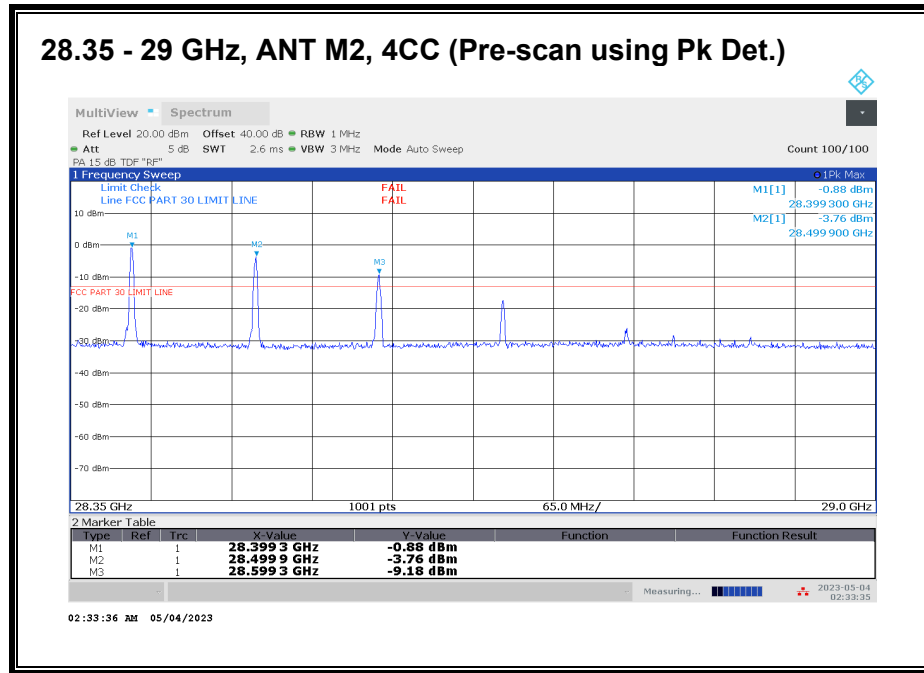 28.35 - 29 GHz, ANT M2, 4CC (Pre-scan using Pk Det.)
R&S
MultiView Spectrum
Ref Level 20.00 dBm Offset 40.00 dB RBW 1 MHz
Att 5 dB SWT 2.6 ms VBW 3 MHz Mode Auto Sweep Count 100/100
PA 15 dB TDF "RF"
1 Frequency Sweep 1Pk Max
Limit Check FAIL M1[1] -0.88 dBm
Line FCC PART 30 LIMIT LINE FAIL 28.399 300 GHz
10 dBm M2[1] -3.76 dBm
28.499 900 GHz
M1
0 dBm M2
M3
-10 dBm
FCC PART 30 LIMIT LINE
-20 dBm
-30 dBm
-40 dBm
-50 dBm
-60 dBm
-70 dBm
28.35 GHz 1001 pts 65.0 MHz/ 29.0 GHz
2 Marker Table
Type Ref Trc X-Value Y-Value Function Function Result
M1 1 28.399 3 GHz -0.88 dBm
M2 1 28.499 9 GHz -3.76 dBm
M3 1 28.599 3 GHz -9.18 dBm
Measuring... 2023-05-04
02:33:35
02:33:36 AM 05/04/2023